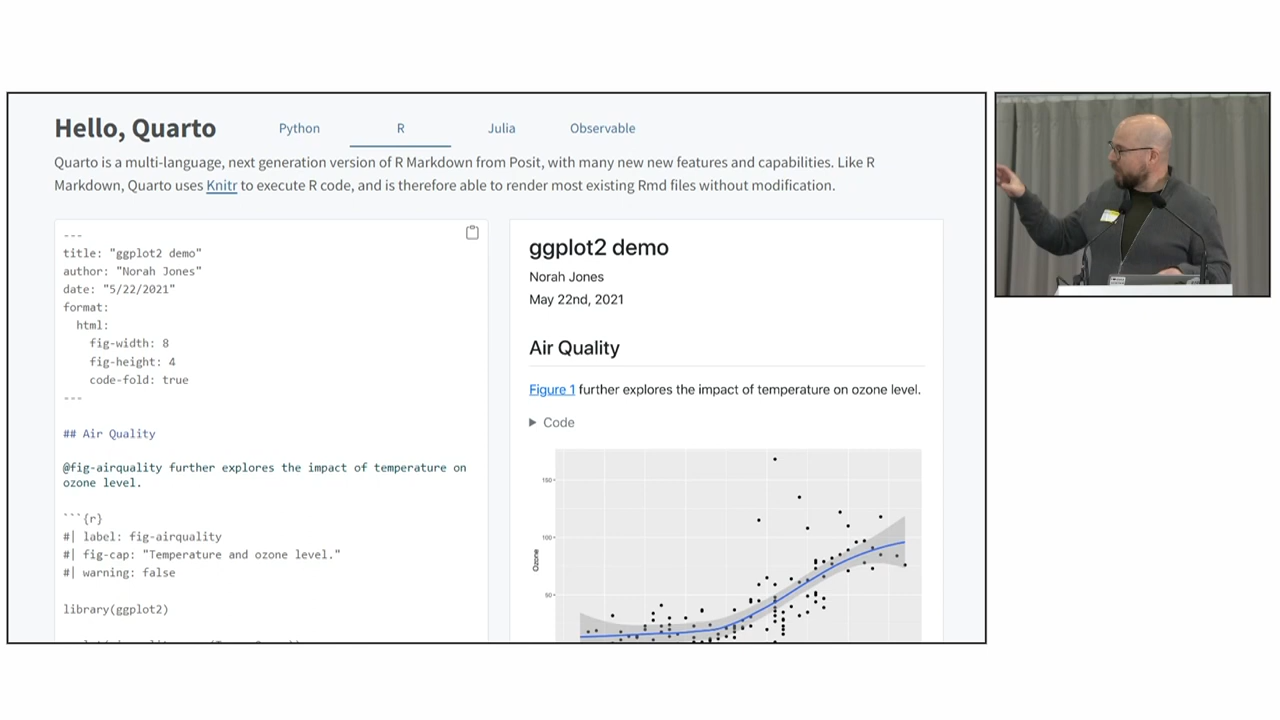 Hello, Quarto
Python
R
Julia
Observable
Quarto is a multi-language, next generation version of R Markdown from Posit, with many new new features and capabilities. Like R
Markdown, Quarto uses Knitr to execute R code, and is therefore able to render most existing Rmd files without modification.
---
title: "ggplot2 demo"
author: "Norah Jones"
date: "5/22/2021"
format:
  html:
    fig-width: 8
    fig-height: 4
    code-fold: true
---
## Air Quality
@fig-airquality further explores the impact of temperature on
ozone level.
```{r}
#| label: fig-airquality
#| fig-cap: "Temperature and ozone level."
#| warning: false
library(ggplot2)
ggplot2 demo
Norah Jones
May 22nd, 2021
Air Quality
Figure 1 further explores the impact of temperature on ozone level.
Code
150
100
Ozone
50